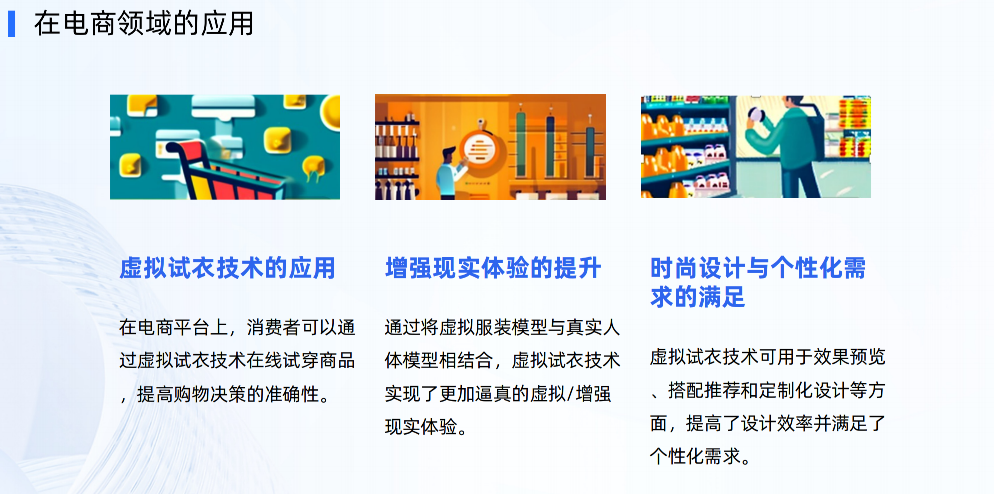 在电商领域的应用
虚拟试衣技术的应用
在电商平台上，消费者可以通
过虚拟试衣技术在线试穿商品
，提高购物决策的准确性。
增强现实体验的提升
通过将虚拟服装模型与真实人
体模型相结合，虚拟试衣技术
实现了更加逼真的虚拟/增强
现实体验。
时尚设计与个性化需
求的满足
虚拟试衣技术可用于效果预览
、搭配推荐和定制化设计等方
面，提高了设计效率并满足了
个性化需求。